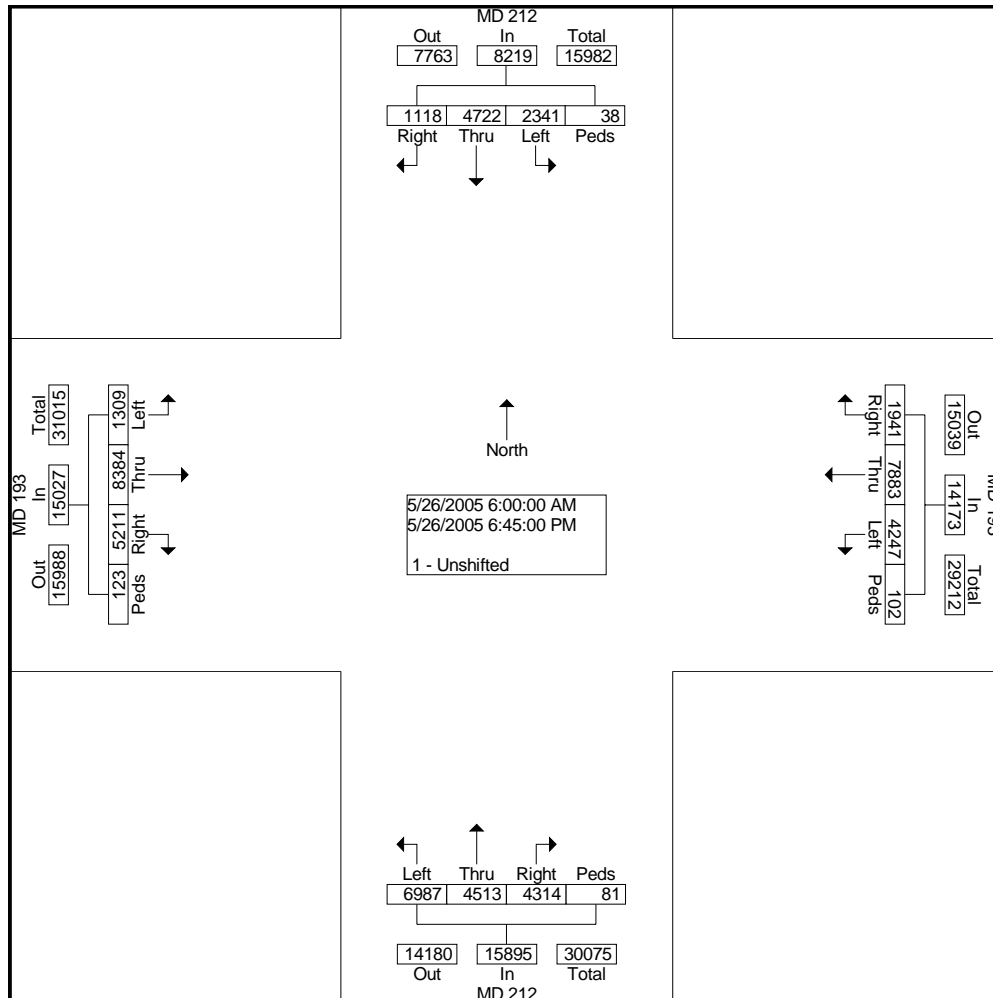 MD 212
Out In Total
7763 8219 15982
1118 4722 2341 38
Right Thru Left Peds
Total In Out
31015 15027 15988
MD 193
1309 8384 5211 123
Left Thru Right Peds
North
5/26/2005 6:00:00 AM
5/26/2005 6:45:00 PM
1 - Unshifted
Right Thru Left Peds
1941 7883 4247 102
Out In Total
15039 14173 29212
MD 193
Left Thru Right Peds
6987 4513 4314 81
14180 15895 30075
Out In Total
MD 212